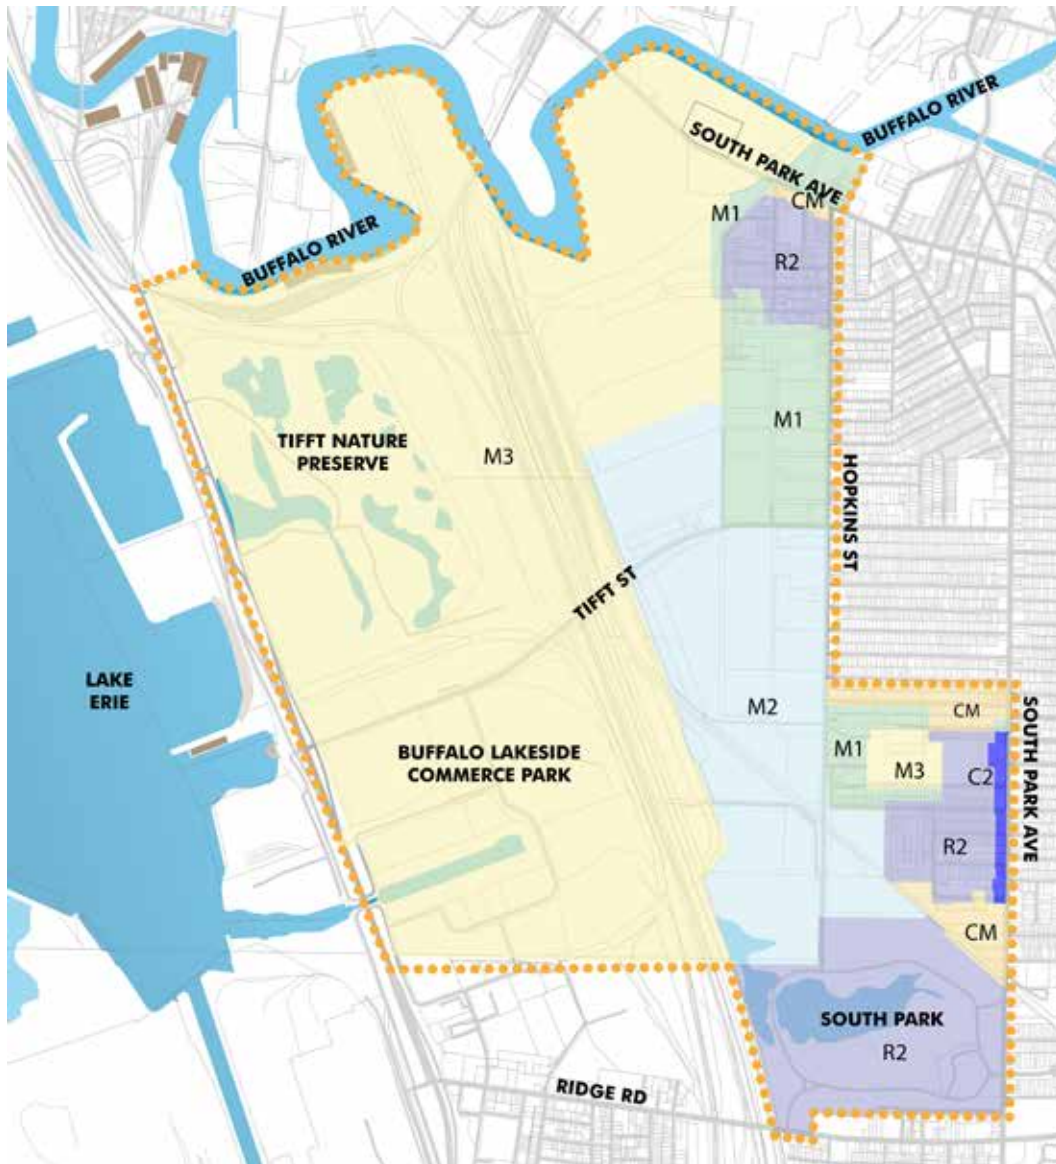 BUFFALO RIVER
SOUTH PARK AVE
CM
M1
R2
BUFFALO RIVER
M1
TIFFT NATURE
PRESERVE
M3
HOPKINS ST
TIFFT ST
LAKE
ERIE
M2
CM
SOUTH PARK AVE
BUFFALO LAKESIDE
COMMERCE PARK
M1
M3
C2
R2
CM
SOUTH PARK
R2
RIDGE RD